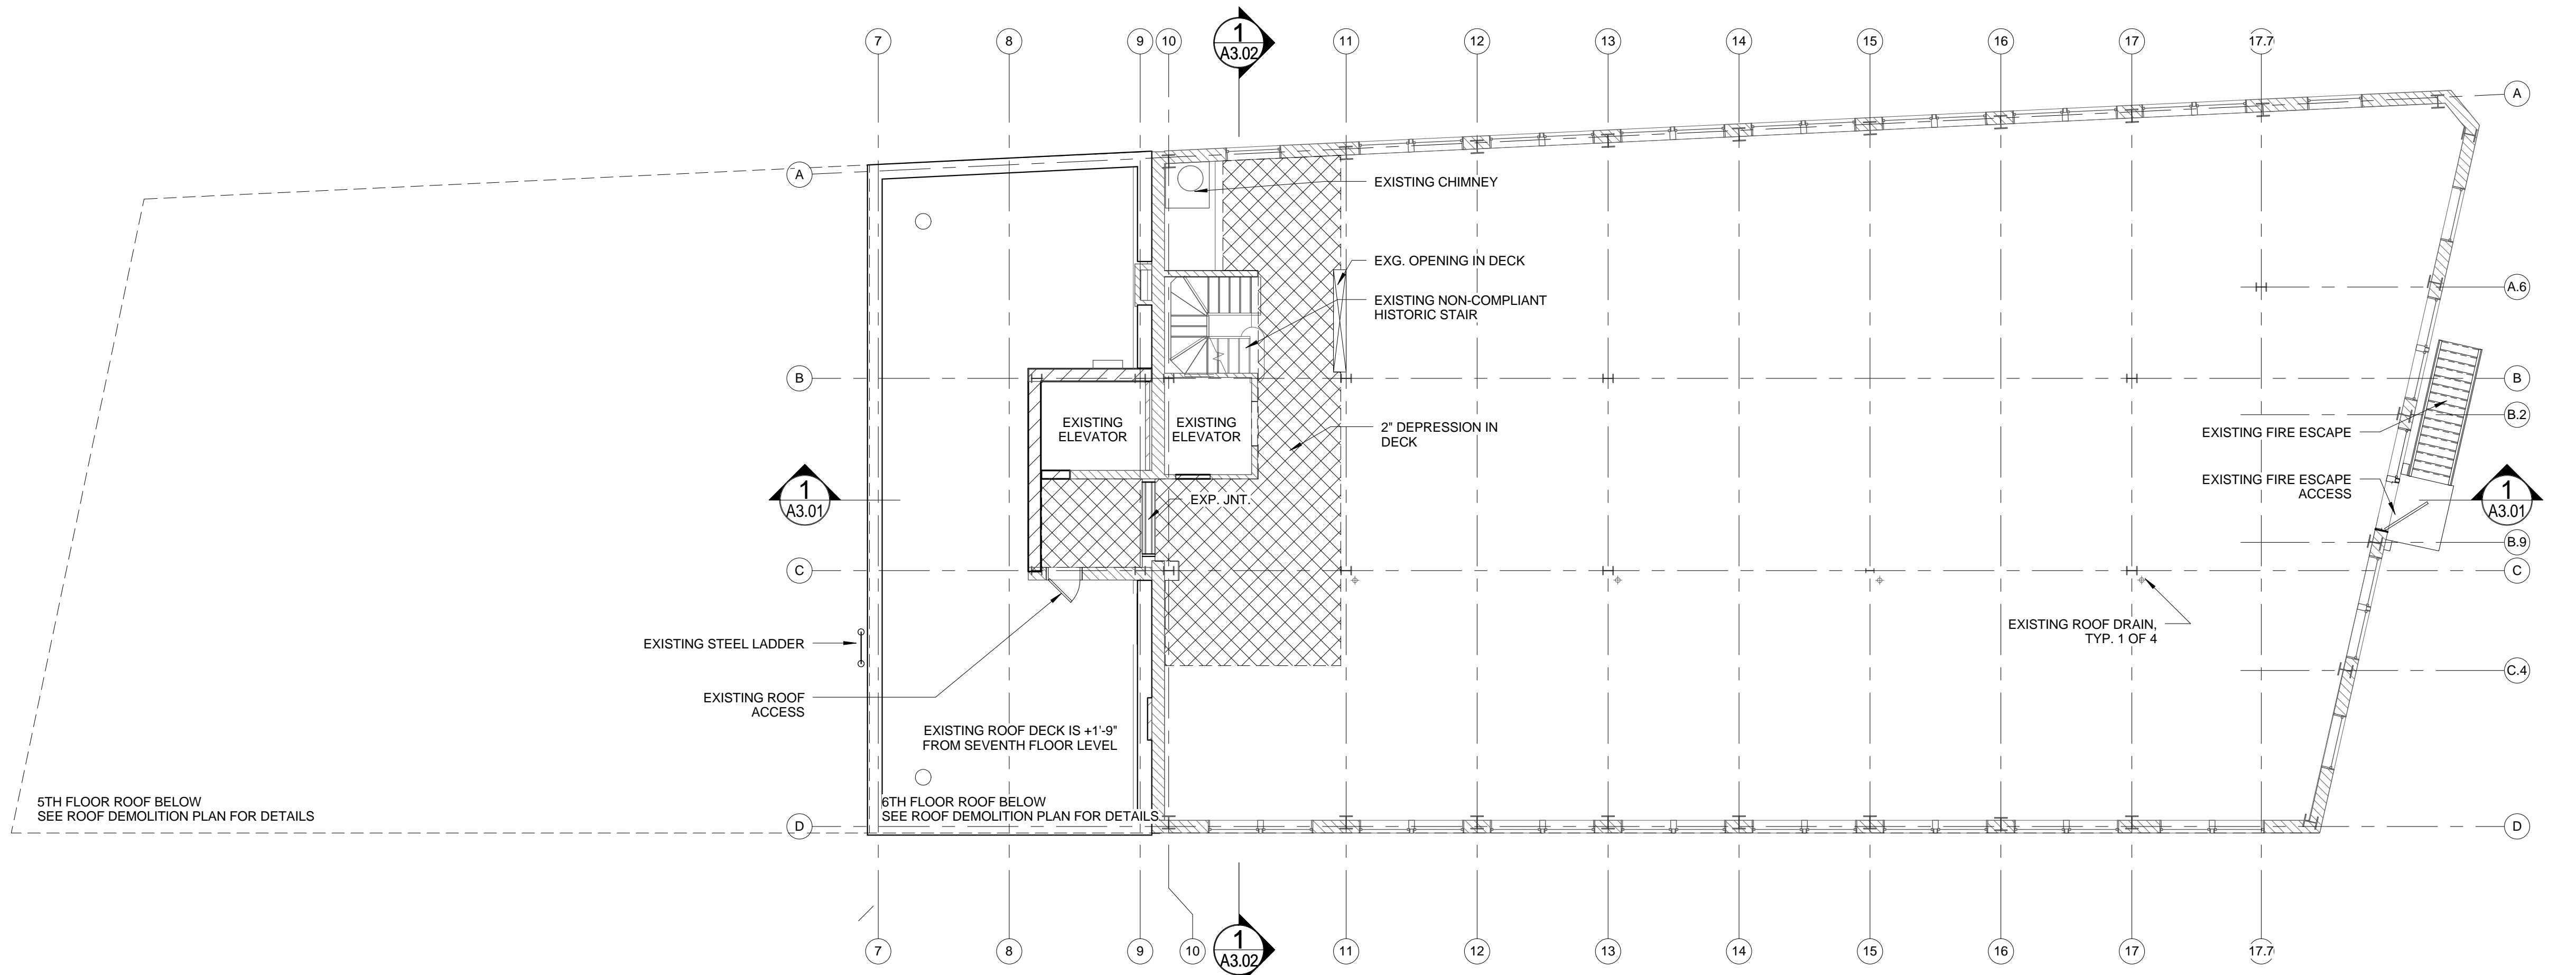 7
8
9
10
1
A3.02
11
12
13
14
15
16
17
17.7
A
A
EXISTING CHIMNEY
EXG. OPENING IN DECK
EXISTING NON-COMPLIANT
HISTORIC STAIR
A.6
B
B
B.2
EXISTING
ELEVATOR
EXISTING
ELEVATOR
2" DEPRESSION IN
DECK
EXISTING FIRE ESCAPE
EXISTING FIRE ESCAPE
ACCESS
1
A3.01
EXP. JNT.
1
A3.01
B.9
C
C
EXISTING STEEL LADDER
EXISTING ROOF DRAIN,
TYP. 1 OF 4
C.4
EXISTING ROOF
ACCESS
EXISTING ROOF DECK IS +1'-9"
FROM SEVENTH FLOOR LEVEL
5TH FLOOR ROOF BELOW
SEE ROOF DEMOLITION PLAN FOR DETAILS
6TH FLOOR ROOF BELOW
SEE ROOF DEMOLITION PLAN FOR DETAILS
D
D
7
8
9
10
1
A3.02
11
12
13
14
15
16
17
17.7